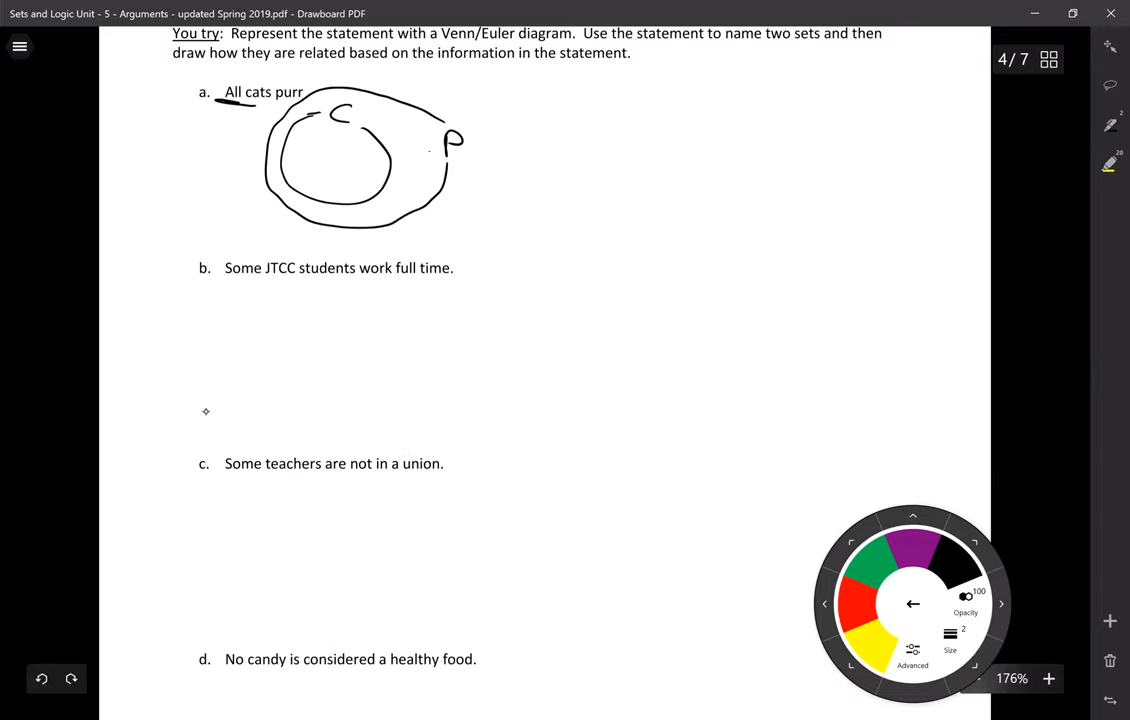 Sets and Logic Unit - 5 - Arguments - updated Spring 2019.pdf - Drawboard PDF
You try: Represent the statement with a Venn/Euler diagram. Use the statement to name two sets and then
draw how they are related based on the information in the statement.
4 / 7
a. All cats purr
C
P
b. Some JTCC students work full time.
c. Some teachers are not in a union.
d. No candy is considered a healthy food.
2
20
100
Opacity
2
Size
Advanced
176%